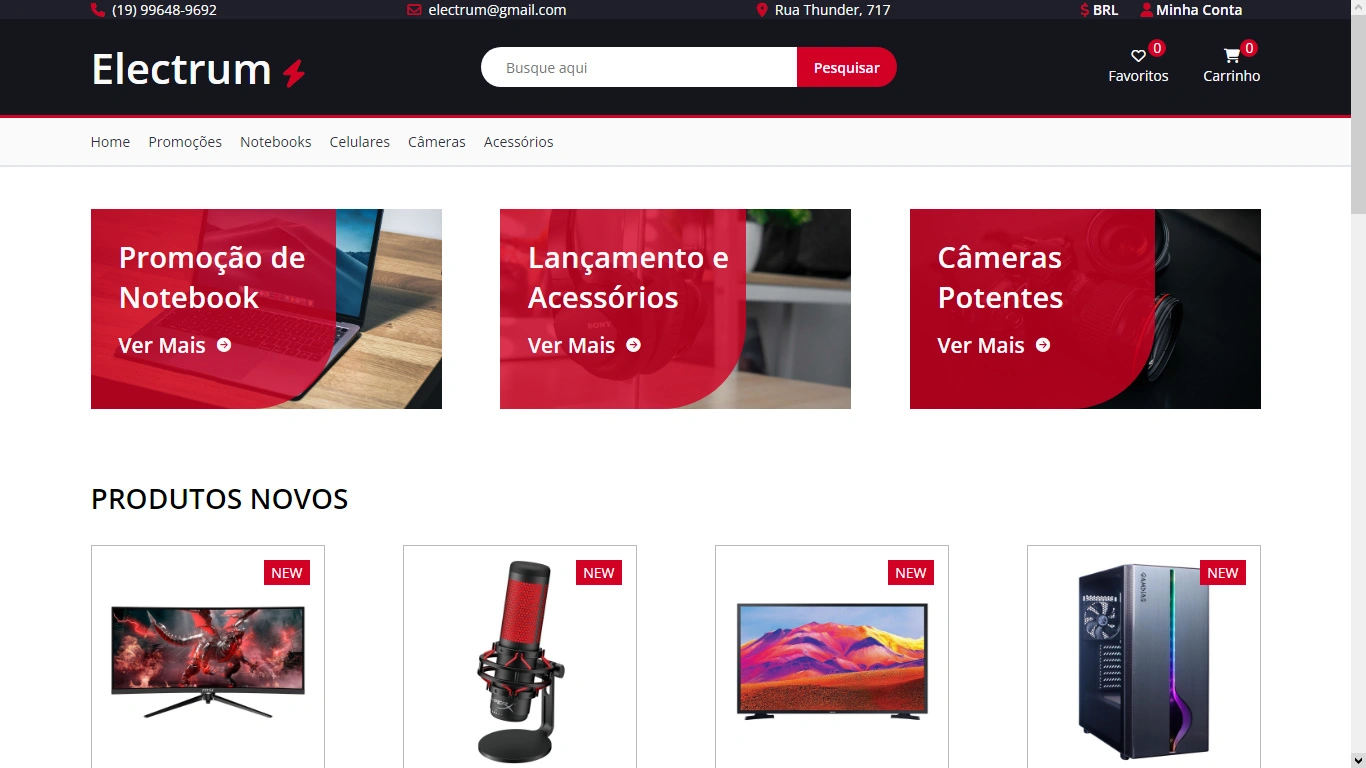 (19) 99648-9692
electrum@gmail.com
Rua Thunder, 717
$ BRL
Minha Conta
Electrum
Busque aqui
Pesquisar
0
Favoritos
0
Carrinho
Home
Promoções
Notebooks
Celulares
Câmeras
Acessórios
Promoção de
Notebook
Ver Mais
Lançamento e
Acessórios
Ver Mais
SONY
Câmeras
Potentes
Ver Mais
PRODUTOS NOVOS
NEW
NEW
NEW
NEW
GAMDIAS